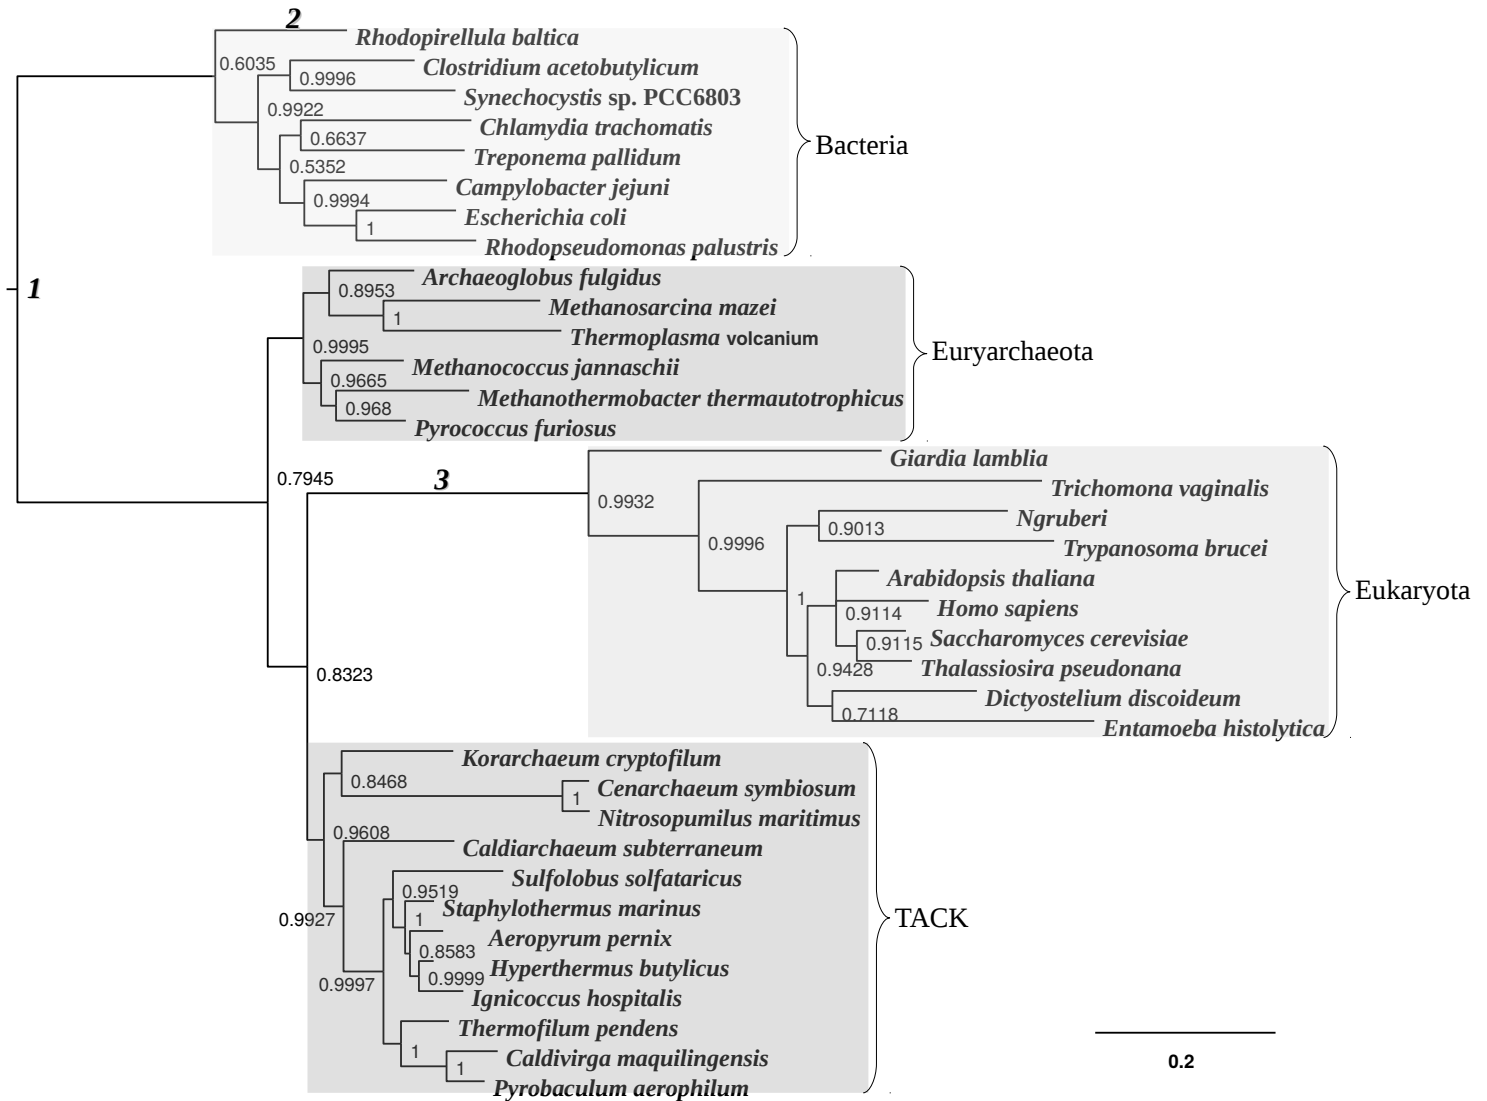 2
Rhodopirellula baltica
0.6035
Clostridium acetobutylicum
0.9996
Synechocystis sp. PCC6803
0.9922
Chlamydia trachomatis
0.6637
Bacteria
Treponema pallidum
0.5352
Campylobacter jejuni
0.9994
Escherichia coli
1
Rhodopseudomonas palustris
1
Archaeoglobus fulgidus
0.8953
Methanosarcina mazei
1
Thermoplasma volcanium
0.9995
Euryarchaeota
Methanococcus jannaschii
0.9665
Methanothermobacter thermautotrophicus
0.968
Pyrococcus furiosus
0.7945
3
Giardia lamblia
0.9932
Trichomona vaginalis
Ngruberi
0.9013
0.9996
Trypanosoma brucei
Arabidopsis thaliana
1
Eukaryota
Homo sapiens
0.9114
Saccharomyces cerevisiae
0.9115
Thalassiosira pseudonana
0.9428
0.8323
Dictyostelium discoideum
0.7118
Entamoeba histolytica
Korarchaeum cryptofilum
0.8468
Cenarchaeum symbiosum
1
Nitrosopumilus maritimus
0.9608
Caldiarchaeum subterraneum
Sulfolobus solfataricus
0.9519
Staphylothermus marinus
1
0.9927
TACK
Aeropyrum pernix
0.8583
Hyperthermus butylicus
0.9999
0.9997
Ignicoccus hospitalis
Thermofilum pendens
1
Caldivirga maquilingensis
1
Pyrobaculum aerophilum
0.2